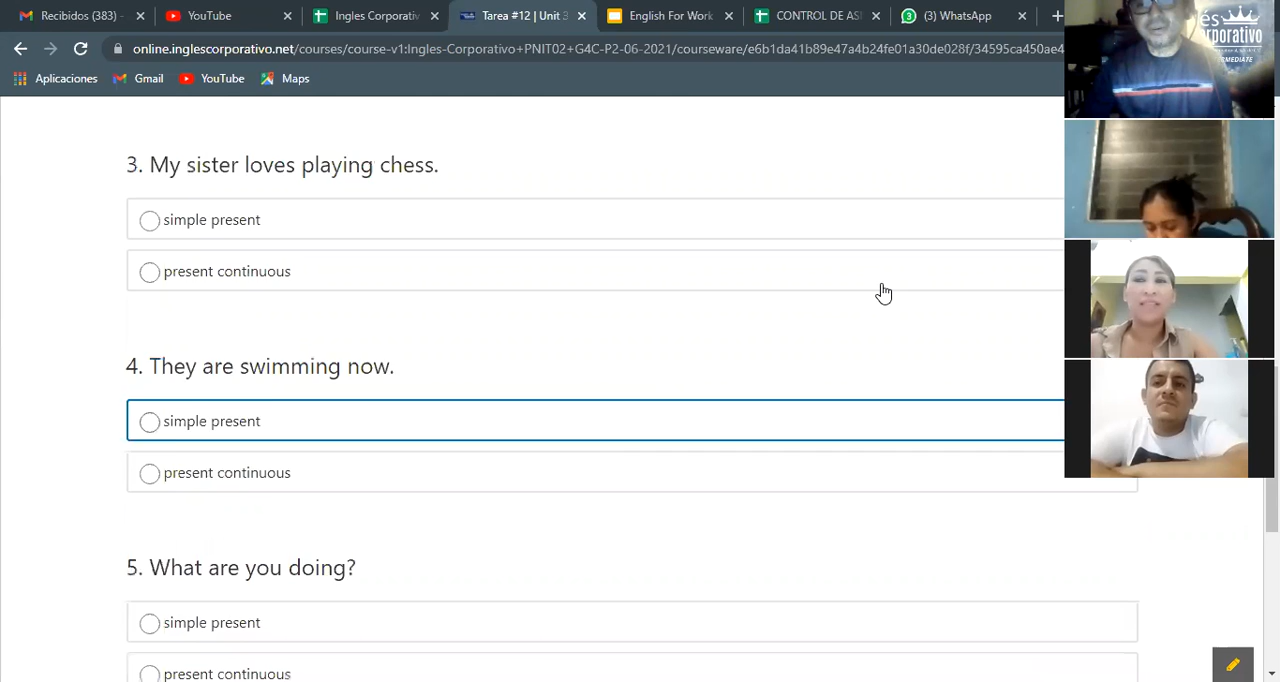 Recibidos (383) -
YouTube
Ingles Corporativ
Tarea #12 | Unit 3
English For Work
CONTROL DE AS
(3) WhatsApp
online.inglescorporativo.net/courses/course-v1:Ingles-Corporativo+PNIT02+G4C-P2-06-2021/courseware/e6b1da41b89e47a4b24fe01a30de028f/34595ca450ae4
Aplicaciones
Gmail
YouTube
Maps
és
rporativo
RMEDIATE
3. My sister loves playing chess.
simple present
present continuous
4. They are swimming now.
simple present
present continuous
5. What are you doing?
simple present
present continuous